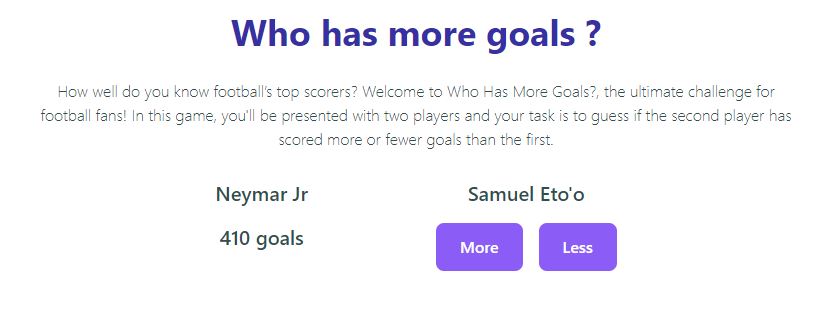 Who has more goals ?
How well do you know football's top scorers? Welcome to Who Has More Goals?, the ultimate challenge for
football fans! In this game, you'll be presented with two players and your task is to guess if the second player has
scored more or fewer goals than the first.
Neymar Jr
Samuel Eto'o
410 goals
More
Less